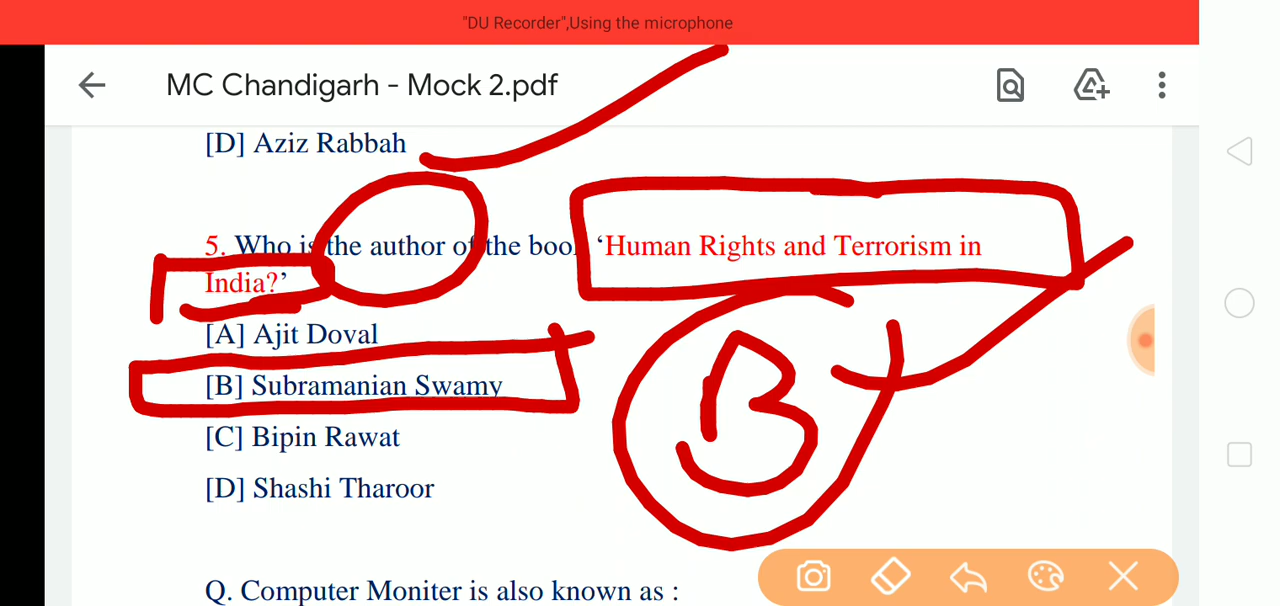 "DU Recorder",Using the microphone
MC Chandigarh - Mock 2.pdf
[D] Aziz Rabbah
5. Who is the author of the book ‘Human Rights and Terrorism in
India?’
[A] Ajit Doval
[B] Subramanian Swamy
B
[C] Bipin Rawat
[D] Shashi Tharoor
Q. Computer Moniter is also known as :